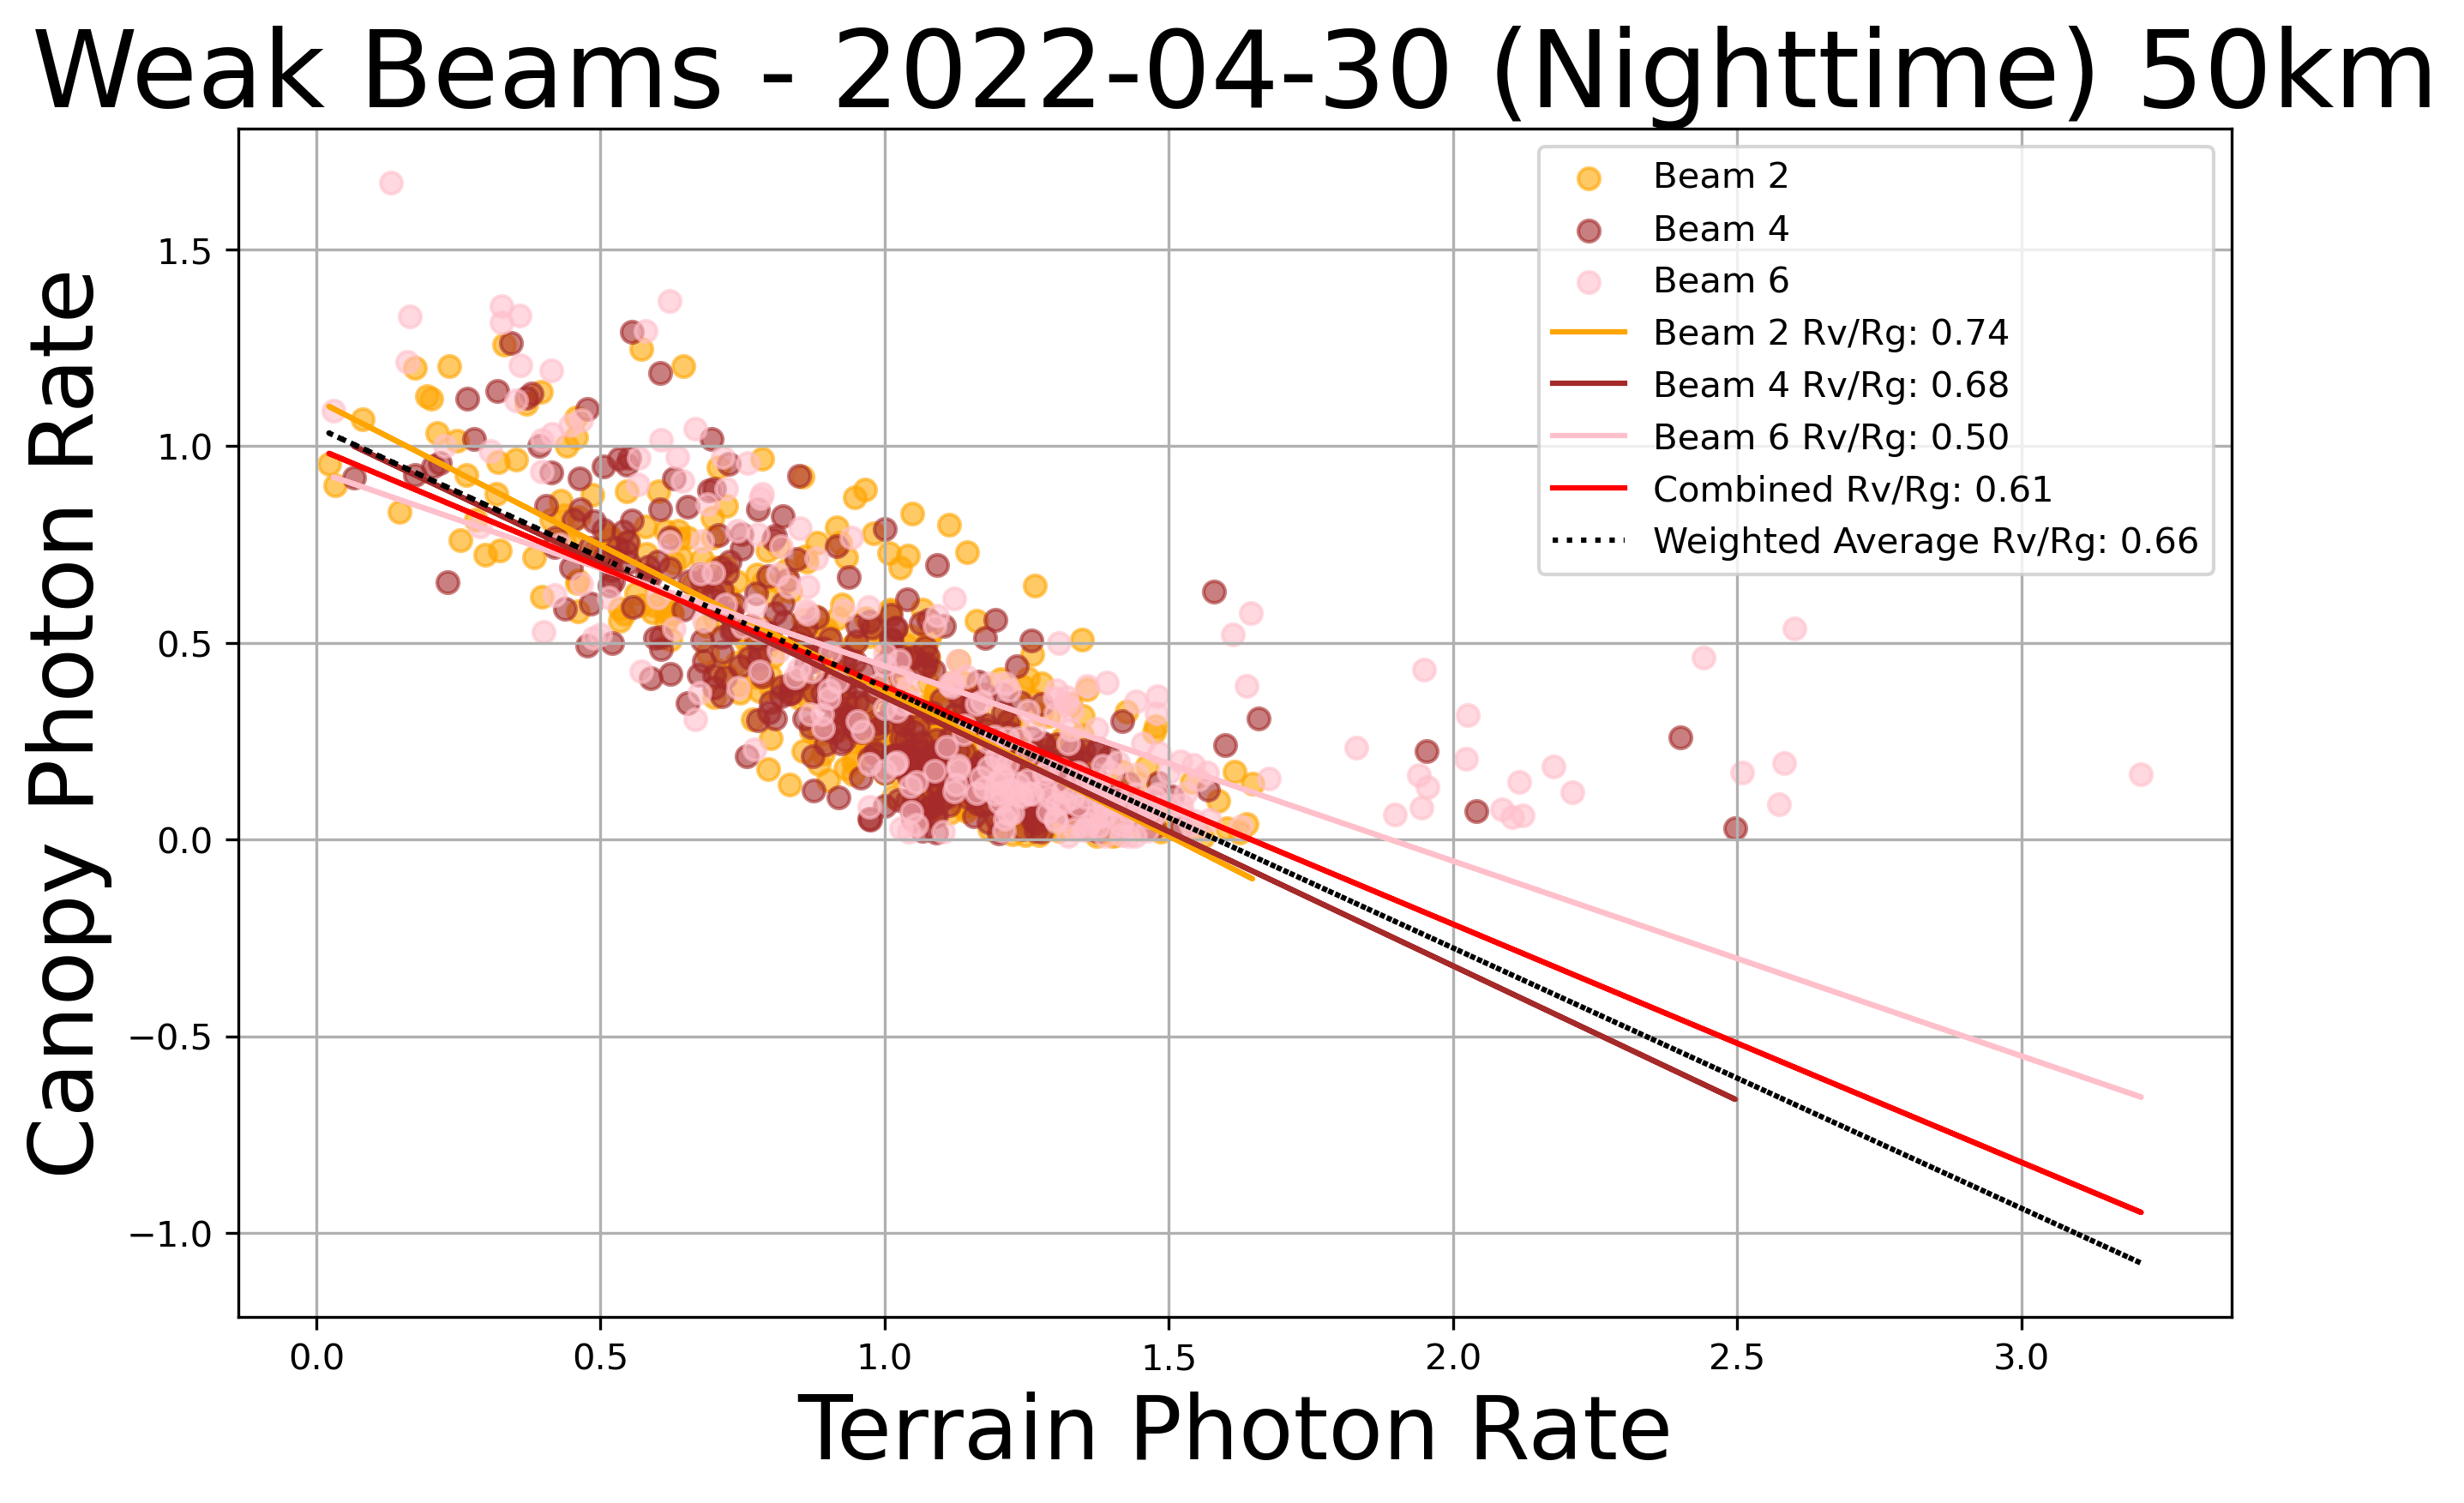 Weak Beams - 2022-04-30 (Nighttime) 50km
Beam 2
Beam 4
Beam 6
Beam 2 Rv/Rg: 0.74
Beam 4 Rv/Rg: 0.68
Beam 6 Rv/Rg: 0.50
Combined Rv/Rg: 0.61
Weighted Average Rv/Rg: 0.66
Canopy Photon Rate
1.5
1.0
0.5
0.0
−0.5
−1.0
0.0 0.5 1.0 1.5 2.0 2.5 3.0
Terrain Photon Rate